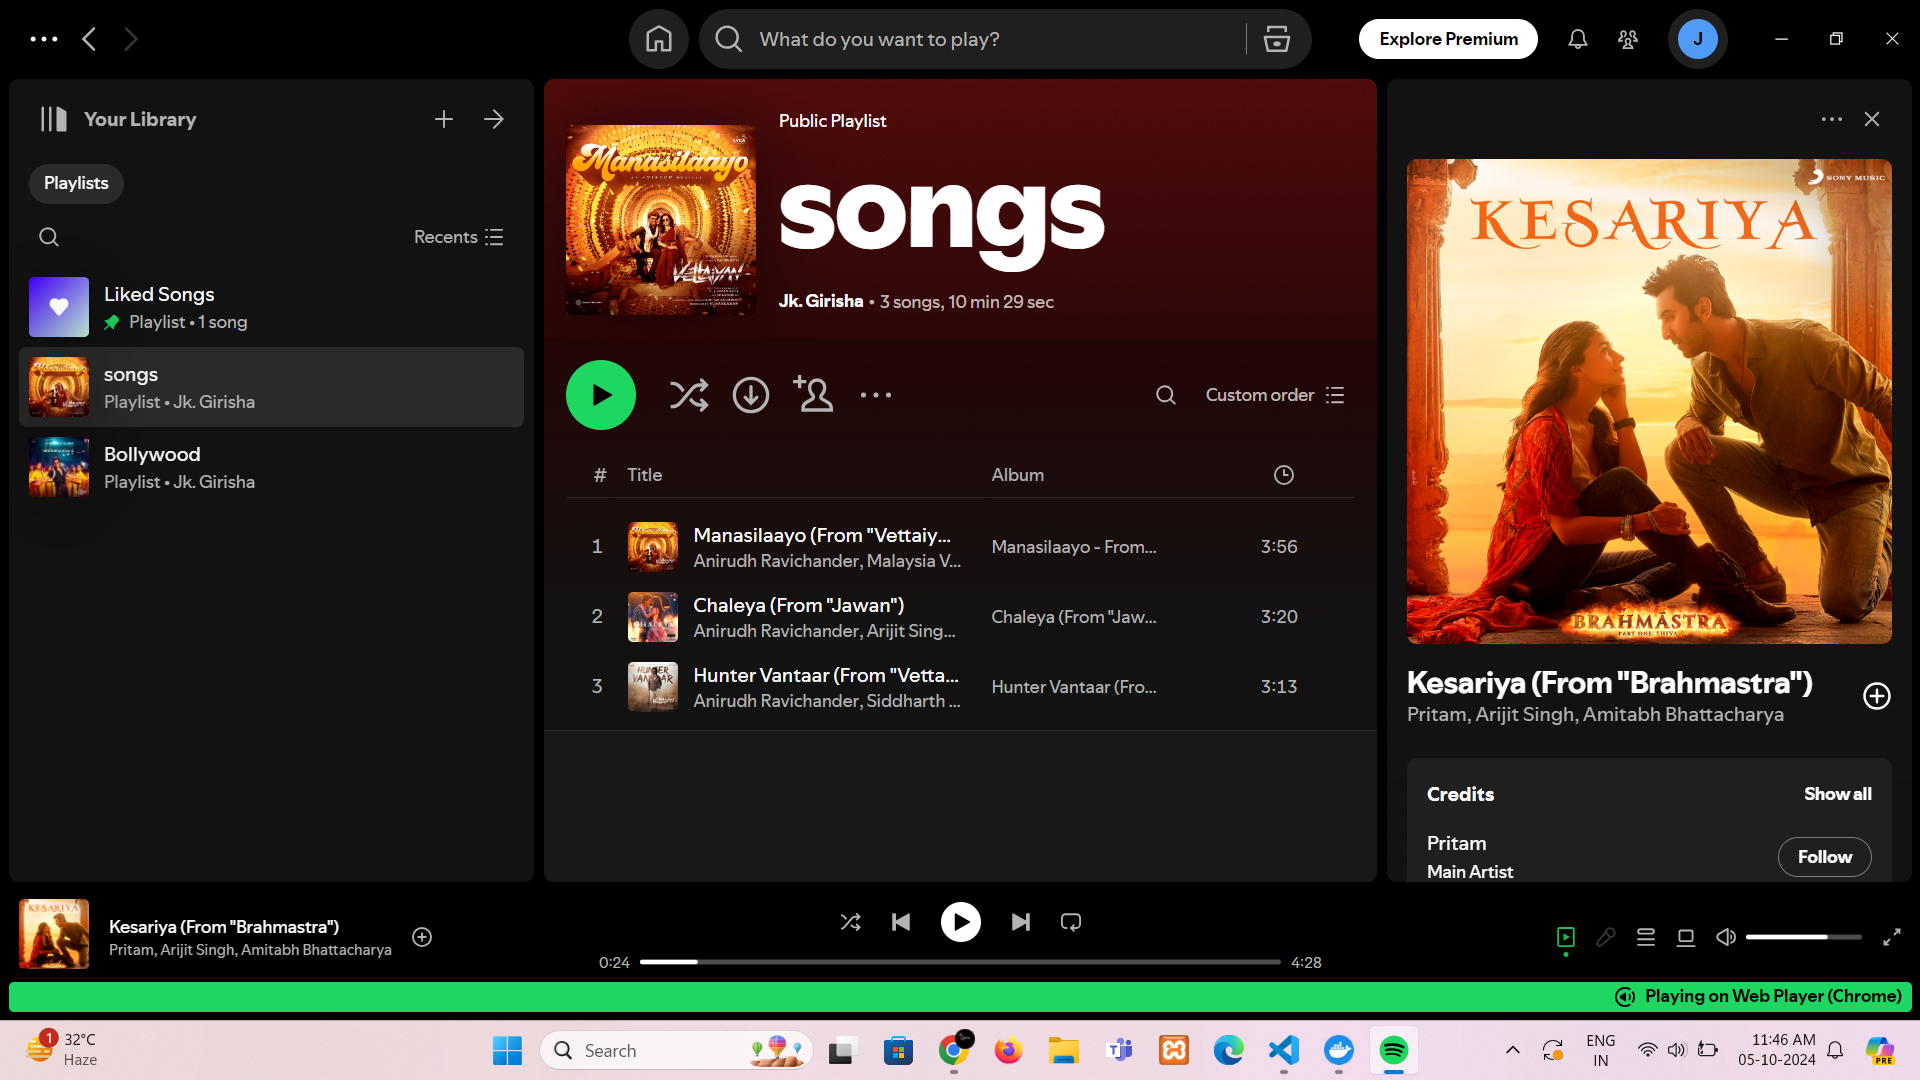 What do you want to play?
Explore Premium
J
Your Library
Playlists
Recents
Liked Songs
Playlist • 1 song
songs
Playlist • Jk. Girisha
Bollywood
Playlist • Jk. Girisha
Manasilaayo
VETTAIYAN
Public Playlist
songs
Jk. Girisha • 3 songs, 10 min 29 sec
Custom order
# Title Album
1 Manasilaayo (From "Vettaiy... Manasilaayo - From... 3:56
Anirudh Ravichander, Malaysia V...
2 Chaleya (From "Jawan") Chaleya (From "Jaw... 3:20
Anirudh Ravichander, Arijit Sing...
3 Hunter Vantaar (From "Vetta... Hunter Vantaar (Fro... 3:13
Anirudh Ravichander, Siddharth ...
SONY MUSIC
KESARIYA
BRAHMĀSTRA
PART ONE: SHIVA
Kesariya (From "Brahmastra")
Pritam, Arijit Singh, Amitabh Bhattacharya
Credits Show all
Pritam
Main Artist
Follow
KESARIYA
Kesariya (From "Brahmastra")
Pritam, Arijit Singh, Amitabh Bhattacharya
0:24 4:28
Playing on Web Player (Chrome)
1
32°C
Haze
Search
ENG
IN
11:46 AM
05-10-2024
PRE